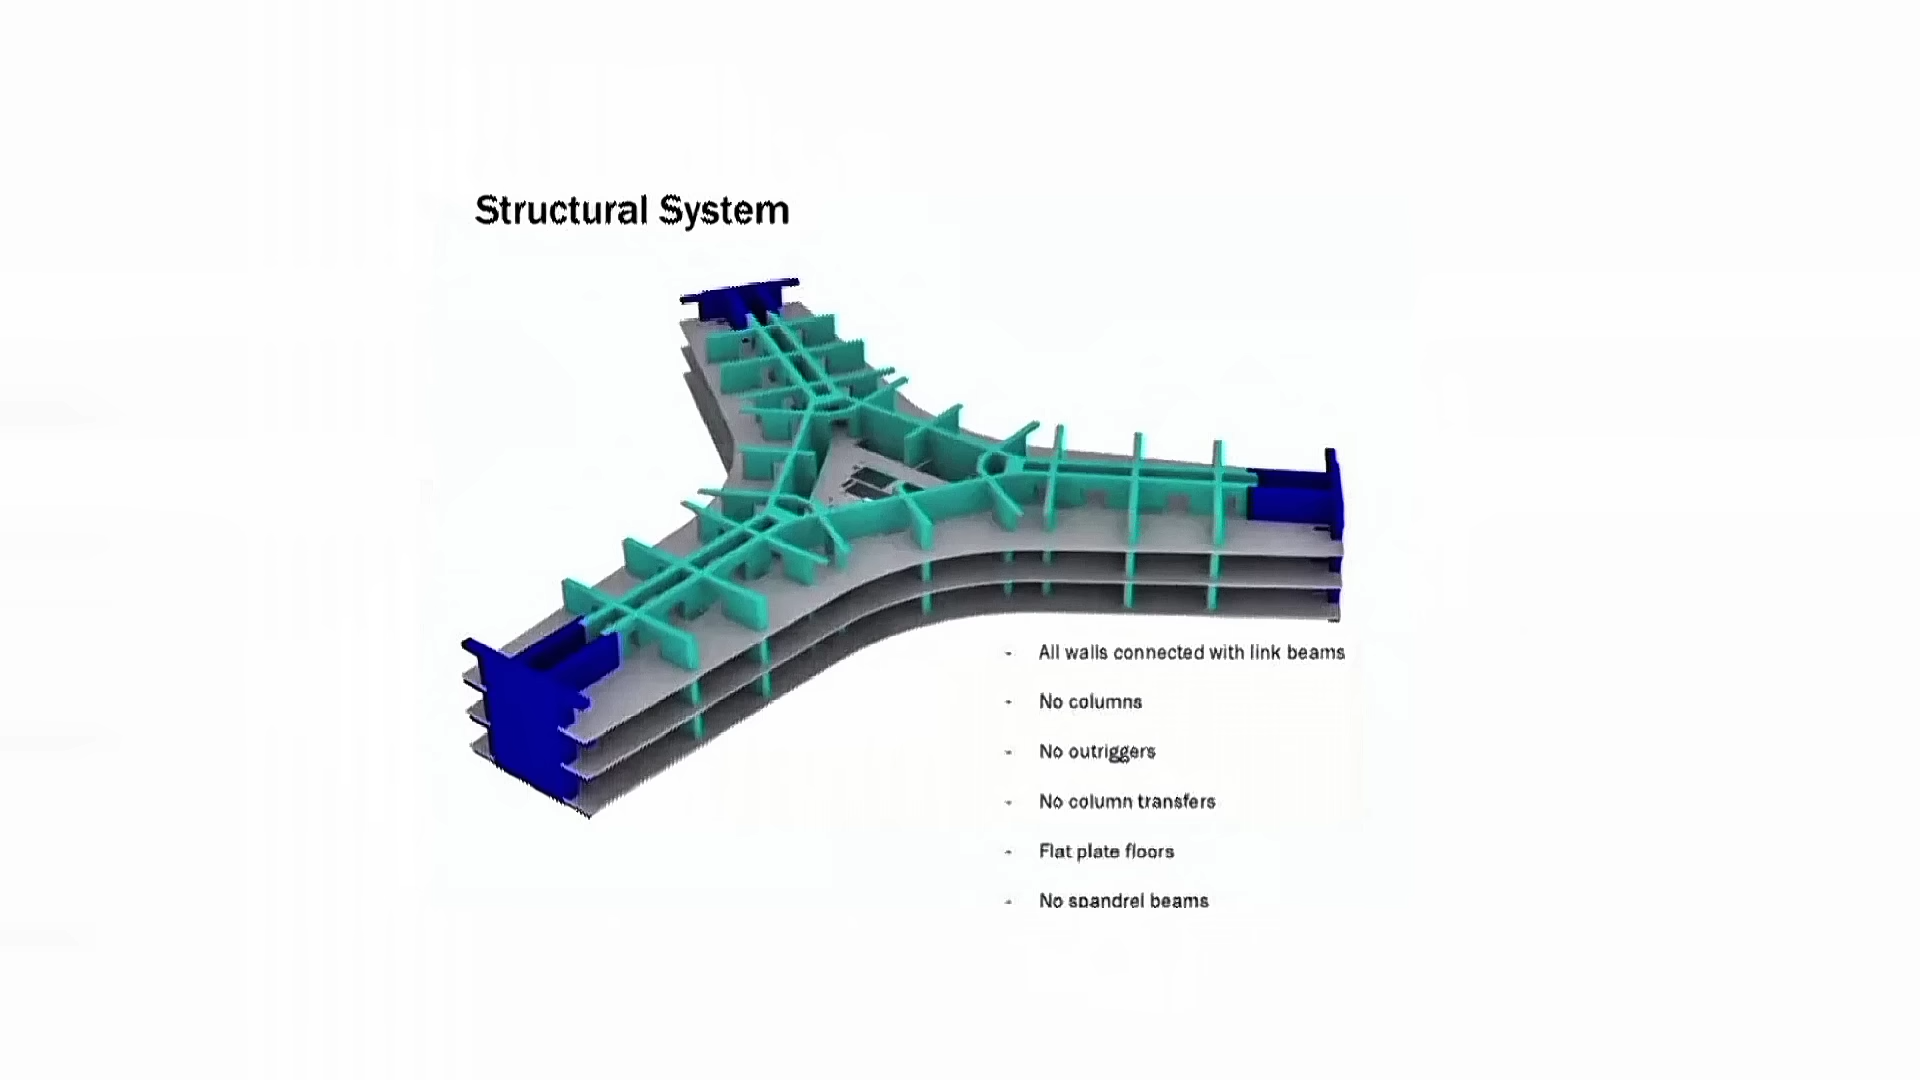 Structural System
- All walls connected with link beams
- No columns
- No outriggers
- No column transfers
- Flat plate floors
- No spandrel beams